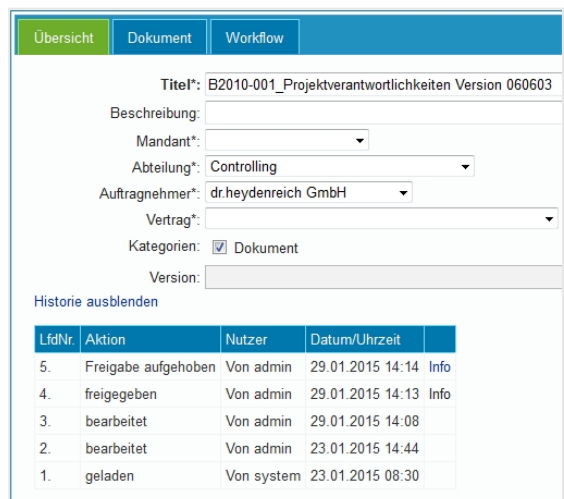 Übersicht Dokument Workflow
Titel*: B2010-001_Projektverantwortlichkeiten Version 060603
Beschreibung:
Mandant*:
Abteilung*: Controlling
Auftragnehmer*: dr.heydenreich GmbH
Vertrag*:
Kategorien: Dokument
Version:
Historie ausblenden
LfdNr. Aktion Nutzer Datum/Uhrzeit
5. Freigabe aufgehoben Von admin 29.01.2015 14:14 Info
4. freigegeben Von admin 29.01.2015 14:13 Info
3. bearbeitet Von admin 29.01.2015 14:08
2. bearbeitet Von admin 23.01.2015 14:44
1. geladen Von system 23.01.2015 08:30